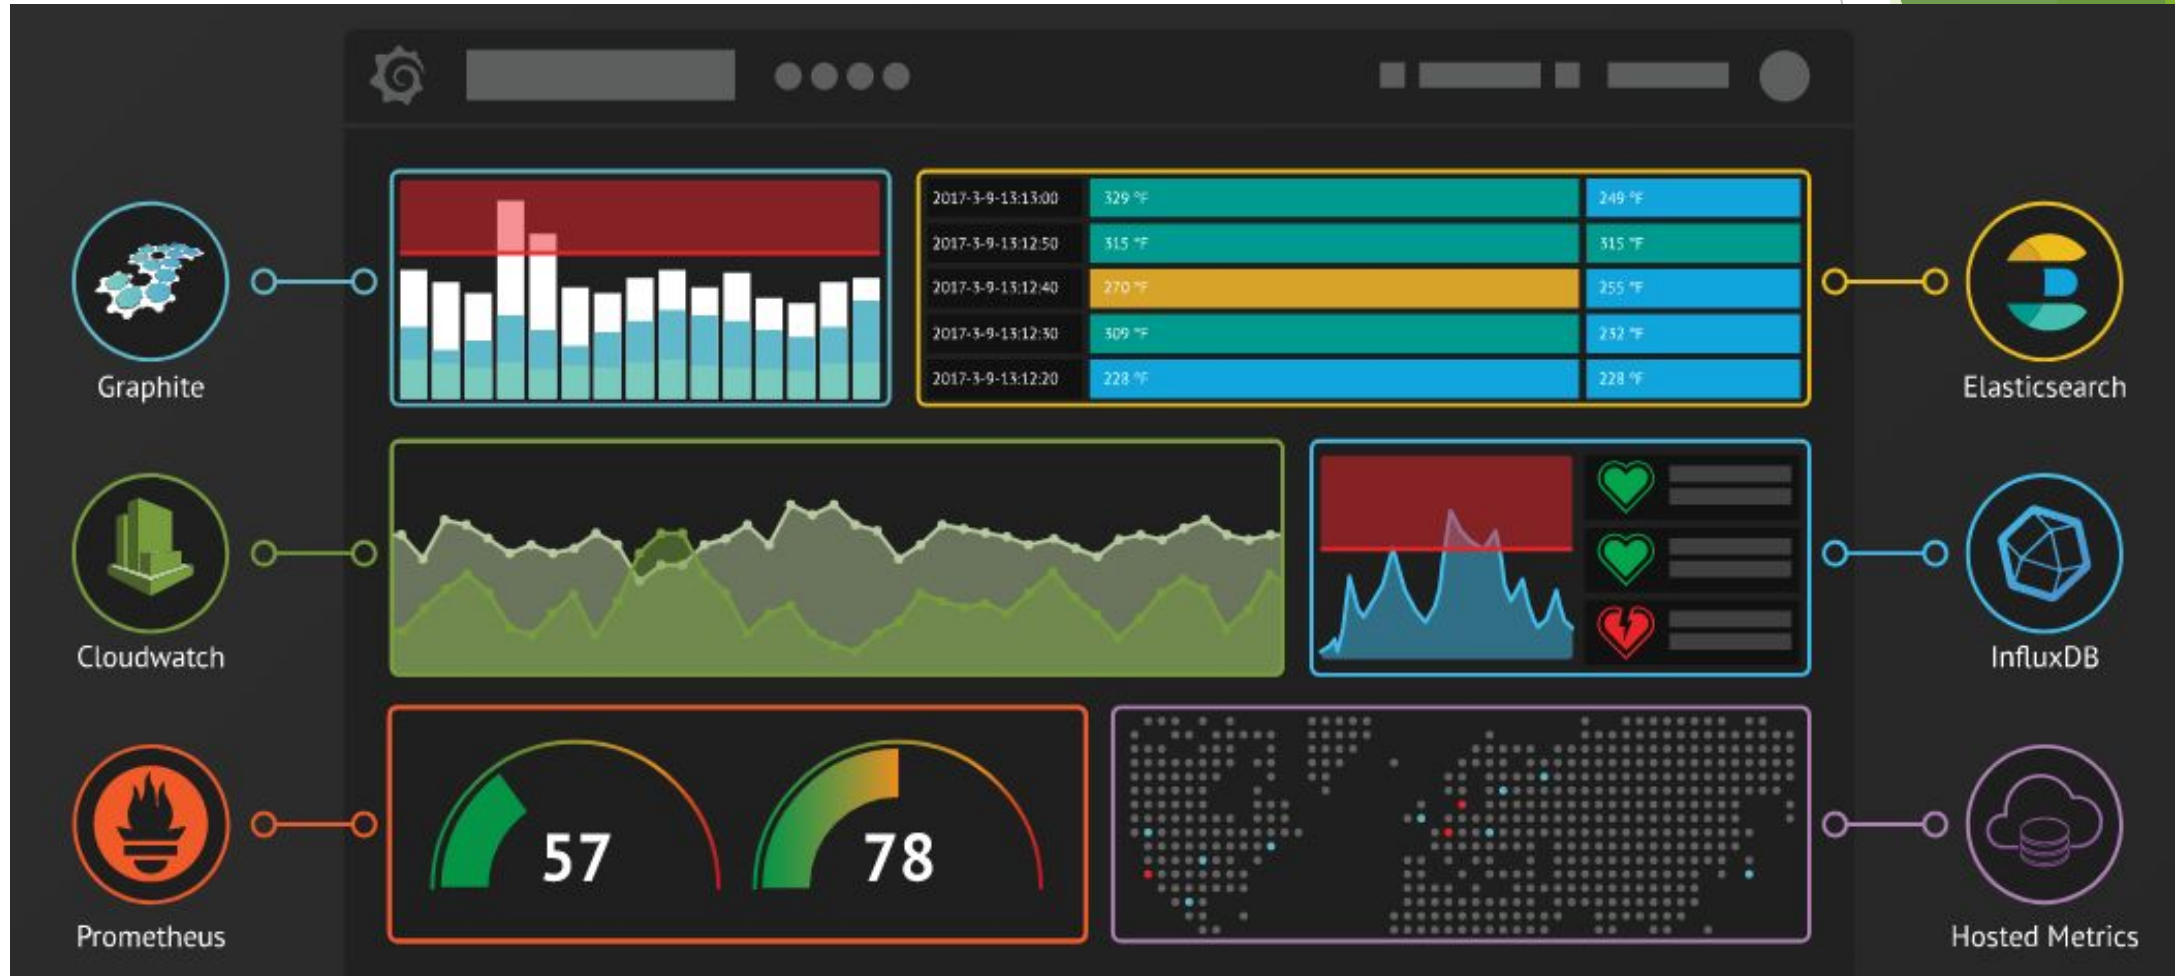 2017-3-9-13:13:00 329 °F 249 °F
2017-3-9-13:12:50 315 °F 315 °F
2017-3-9-13:12:40 270 °F 255 °F
2017-3-9-13:12:30 309 °F 232 °F
2017-3-9-13:12:20 228 °F 228 °F
Graphite
Elasticsearch
Cloudwatch
InfluxDB
57
78
Prometheus
Hosted Metrics